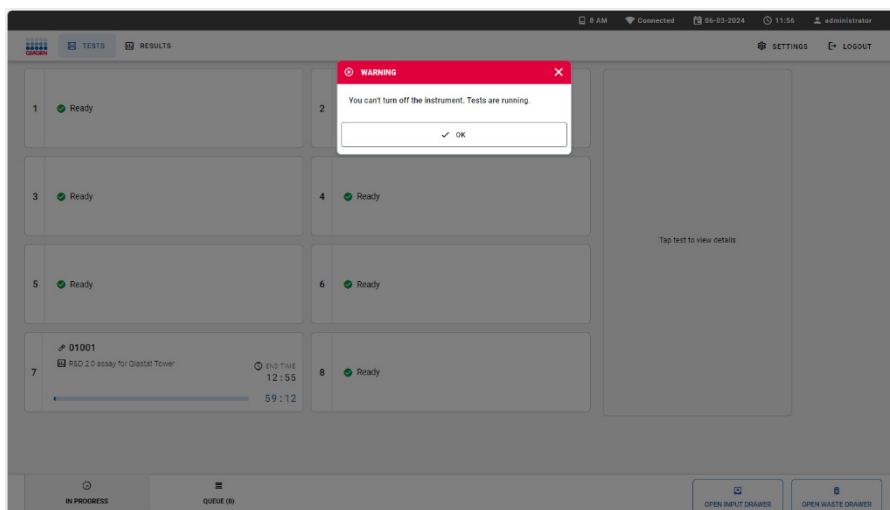 8 AM Connected 06-03-2024 11:56 administrator
QIAGEN TESTS RESULTS SETTINGS LOGOUT
WARNING
You can't turn off the instrument. Tests are running.
OK
1 Ready
2
3 Ready
4 Ready
Tap test to view details
5 Ready
6 Ready
7
01001
R&D 2.0 assay for Qiastat Tower
END TIME
12:55
59:12
8 Ready
IN PROGRESS
QUEUE (0)
OPEN INPUT DRAWER
OPEN WASTE DRAWER